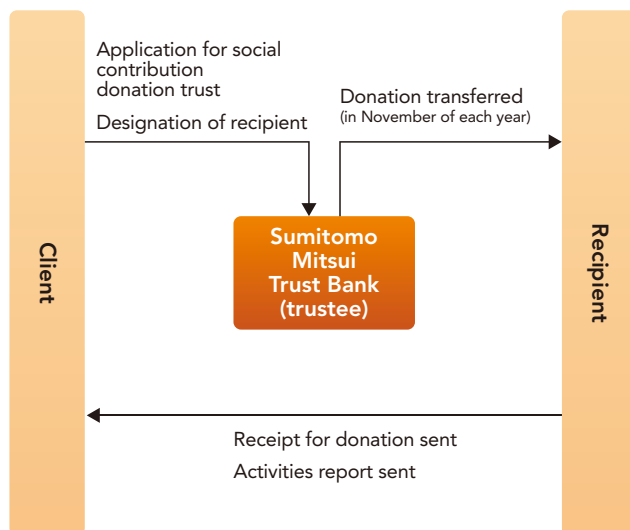 Application for social
contribution
donation trust
Designation of recipient
Donation transferred
(in November of each year)
Client
Sumitomo
Mitsui
Trust Bank
(trustee)
Recipient
Receipt for donation sent
Activities report sent